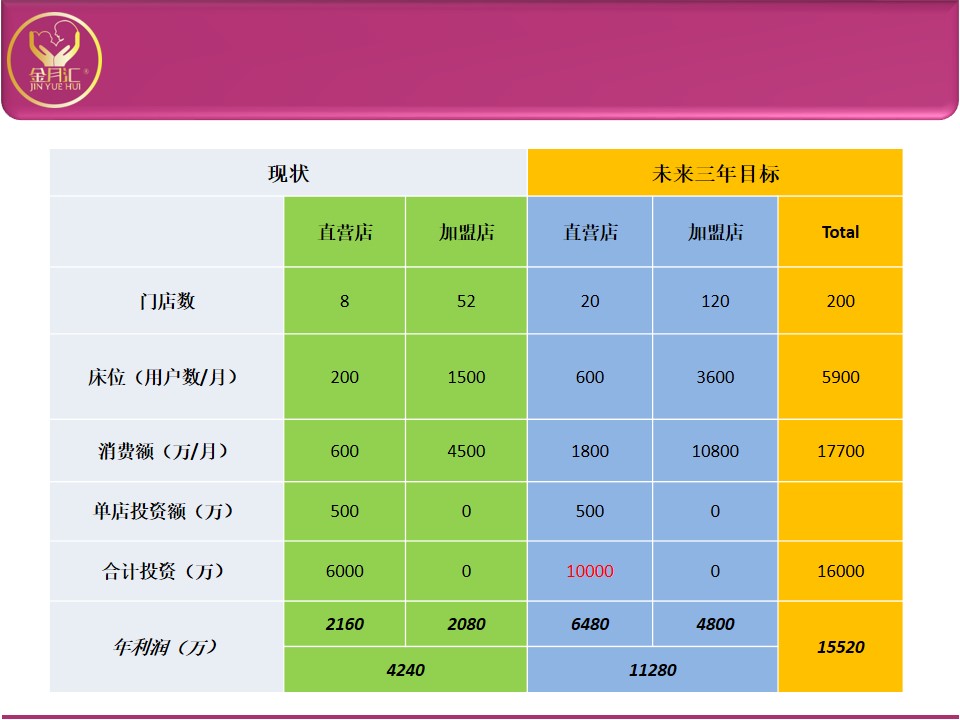 金月汇®
JIN YUE HUI
现状 未来三年目标
直营店 加盟店 直营店 加盟店 Total
门店数 8 52 20 120 200
床位（用户数/月） 200 1500 600 3600 5900
消费额（万/月） 600 4500 1800 10800 17700
单店投资额（万） 500 0 500 0
合计投资（万） 6000 0 10000 0 16000
年利润（万） 2160 2080 6480 4800 15520
4240 11280